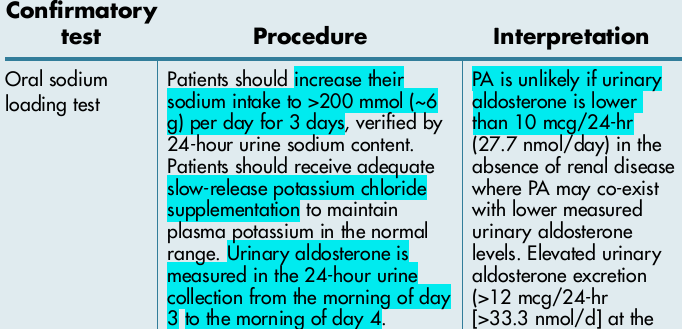 Confirmatory
test
Procedure
Interpretation
Oral sodium
loading test
Patients should increase their
sodium intake to >200 mmol (~6
g) per day for 3 days, verified by
24-hour urine sodium content.
Patients should receive adequate
slow-release potassium chloride
supplementation to maintain
plasma potassium in the normal
range. Urinary aldosterone is
measured in the 24-hour urine
collection from the morning of day
3 to the morning of day 4.
PA is unlikely if urinary
aldosterone is lower
than 10 mcg/24-hr
(27.7 nmol/day) in the
absence of renal disease
where PA may co-exist
with lower measured
urinary aldosterone
levels. Elevated urinary
aldosterone excretion
(>12 mcg/24-hr
[>33.3 nmol/d] at the